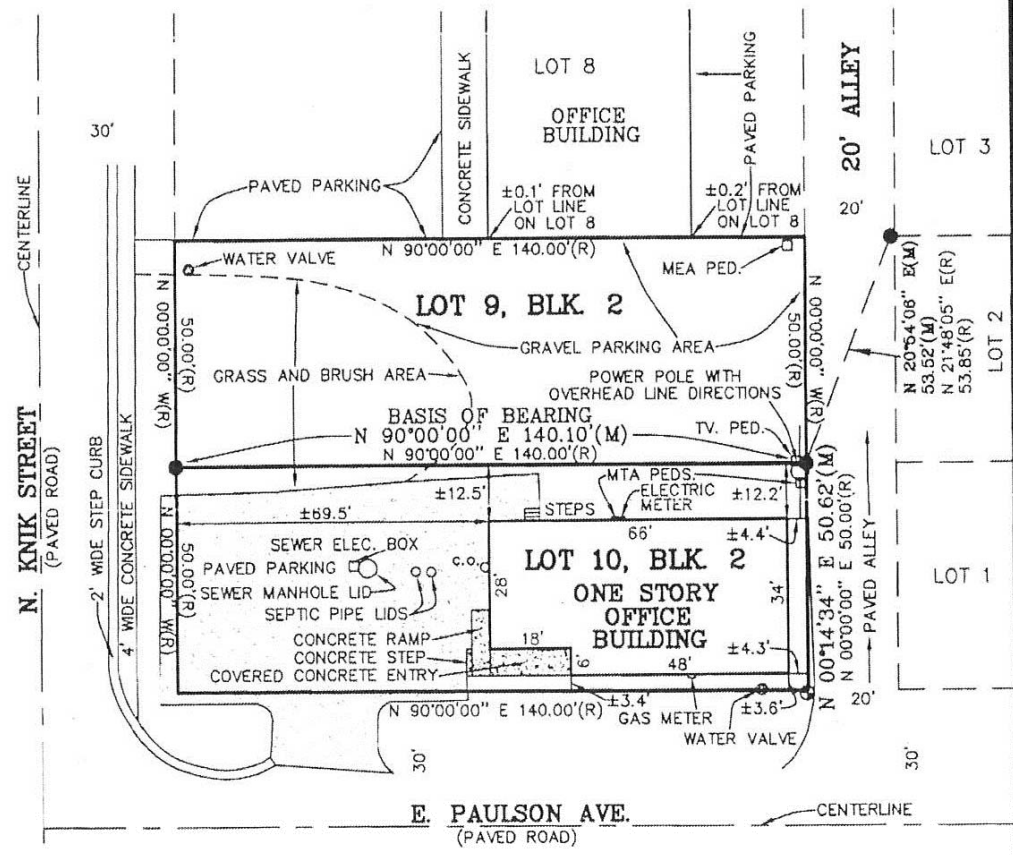 LOT 8
OFFICE
BUILDING
CONCRETE SIDEWALK
PAVED PARKING
20' ALLEY
20'
LOT 3
30'
CENTERLINE
PAVED PARKING
±0.1' FROM
LOT LINE
ON LOT 8
±0.2' FROM
LOT LINE
ON LOT 8
N 90°00'00" E 140.00'(R)
WATER VALVE
MEA PED.
LOT 9, BLK. 2
N 00°00'00" W(R)
50.00'(R)
GRAVEL PARKING AREA
GRASS AND BRUSH AREA
POWER POLE WITH
OVERHEAD LINE DIRECTIONS
N 00°00'00" W(R)
50.00'(R)
N 20°54'06" E(M)
53.52'(M)
N 21°48'05" E(R)
53.85'(R)
LOT 2
BASIS OF BEARING
N 90°00'00" E 140.10'(M)
N 90°00'00" E 140.00'(R)
TV. PED.
N. KNIK STREET
(PAVED ROAD)
2' WIDE STEP CURB
4' WIDE CONCRETE SIDEWALK
±12.5'
MTA PEDS.
ELECTRIC
METER
±12.2'
STEPS
±69.5'
66'
±4.4'
SEWER ELEC. BOX
PAVED PARKING
SEWER MANHOLE LID
SEPTIC PIPE LIDS
C.O.
28'
LOT 10, BLK. 2
ONE STORY
OFFICE
BUILDING
34'
N 00°00'00" W(R)
50.00'(R)
CONCRETE RAMP
CONCRETE STEP
COVERED CONCRETE ENTRY
18'
6'
48'
±4.3'
N 00°14'34" E 50.62'(M)
N 00°00'00" E 50.00'(R)
PAVED ALLEY
LOT 1
±3.4'
N 90°00'00" E 140.00'(R)
GAS METER
±3.6'
WATER VALVE
20'
30'
30'
E. PAULSON AVE.
(PAVED ROAD)
CENTERLINE